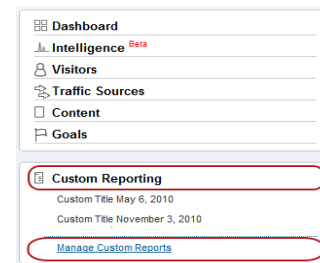 Dashboard
Intelligence Beta
Visitors
Traffic Sources
Content
Goals
Custom Reporting
Custom Title May 6, 2010
Custom Title November 3, 2010
Manage Custom Reports